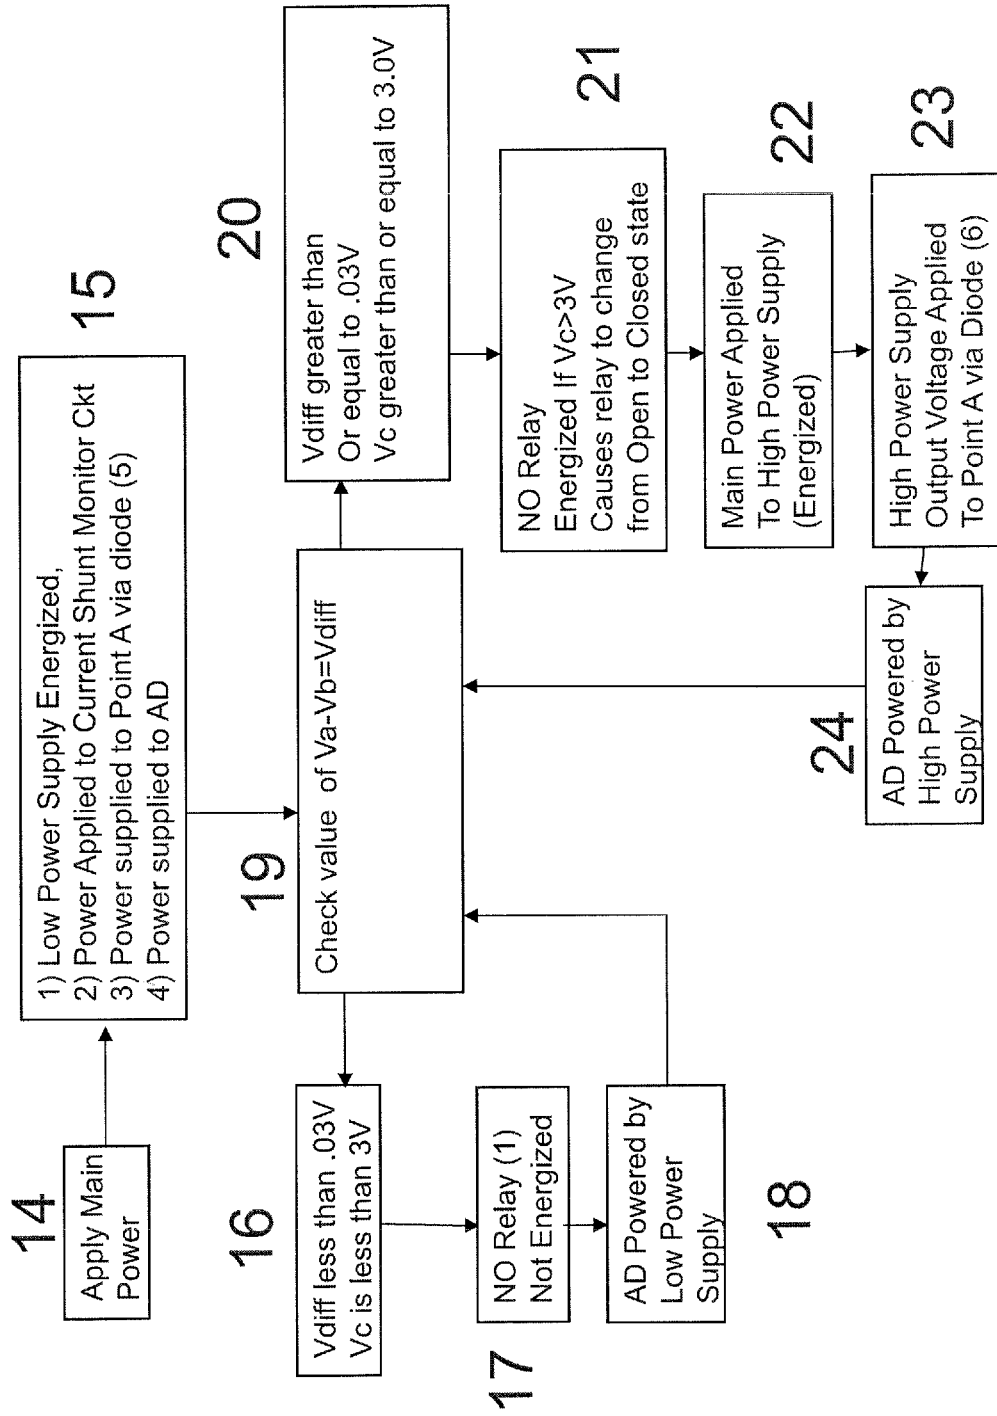 14
Apply Main
Power
15
1) Low Power Supply Energized,
2) Power Applied to Current Shunt Monitor Ckt
3) Power supplied to Point A via diode (5)
4) Power supplied to AD
19
Check value of Va-Vb=Vdiff
16
Vdiff less than .03V
Vc is less than 3V
17
NO Relay (1)
Not Energized
18
AD Powered by
Low Power
Supply
20
Vdiff greater than
Or equal to .03V
Vc greater than or equal to 3.0V
21
NO Relay
Energized If Vc>3V
Causes relay to change
from Open to Closed state
22
Main Power Applied
To High Power Supply
(Energized)
23
High Power Supply
Output Voltage Applied
To Point A via Diode (6)
24
AD Powered by
High Power
Supply